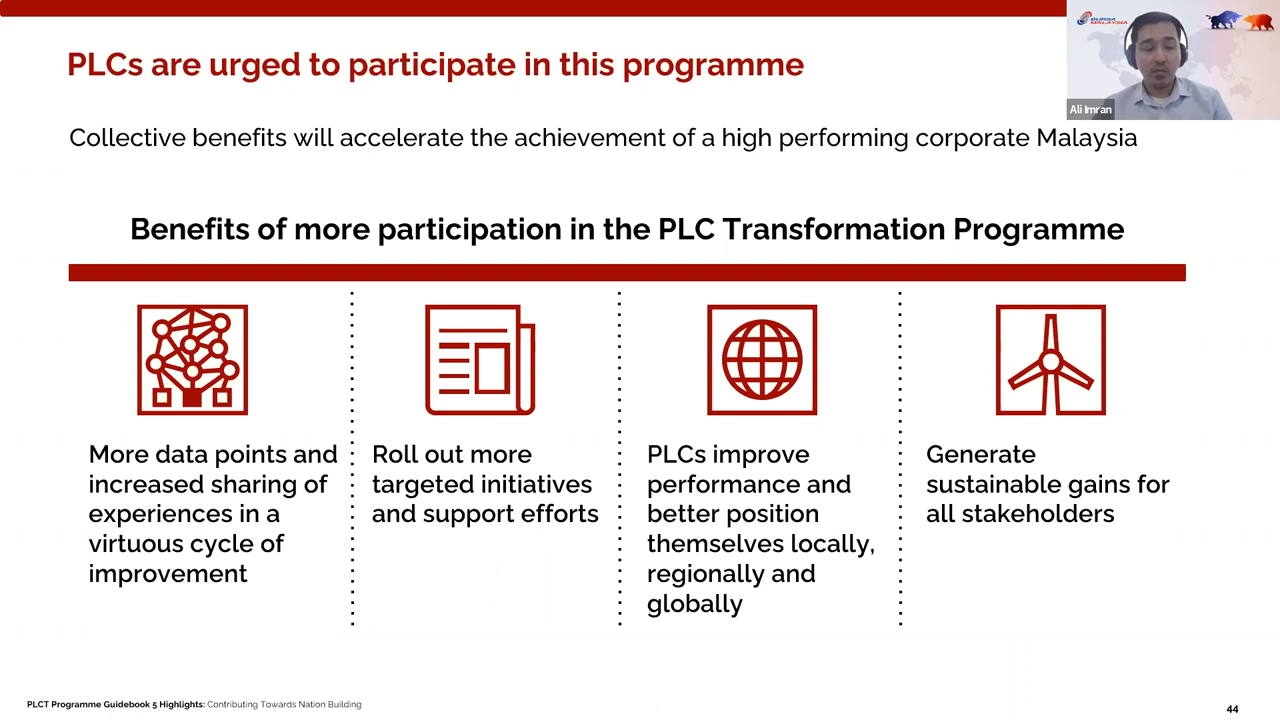 PLCs are urged to participate in this programme
BURSA
MALAYSIA
Ali Imran
Collective benefits will accelerate the achievement of a high performing corporate Malaysia
Benefits of more participation in the PLC Transformation Programme
More data points and
increased sharing of
experiences in a
virtuous cycle of
improvement
Roll out more
targeted initiatives
and support efforts
PLCs improve
performance and
better position
themselves locally,
regionally and
globally
Generate
sustainable gains for
all stakeholders
PLCT Programme Guidebook 5 Highlights: Contributing Towards Nation Building
44